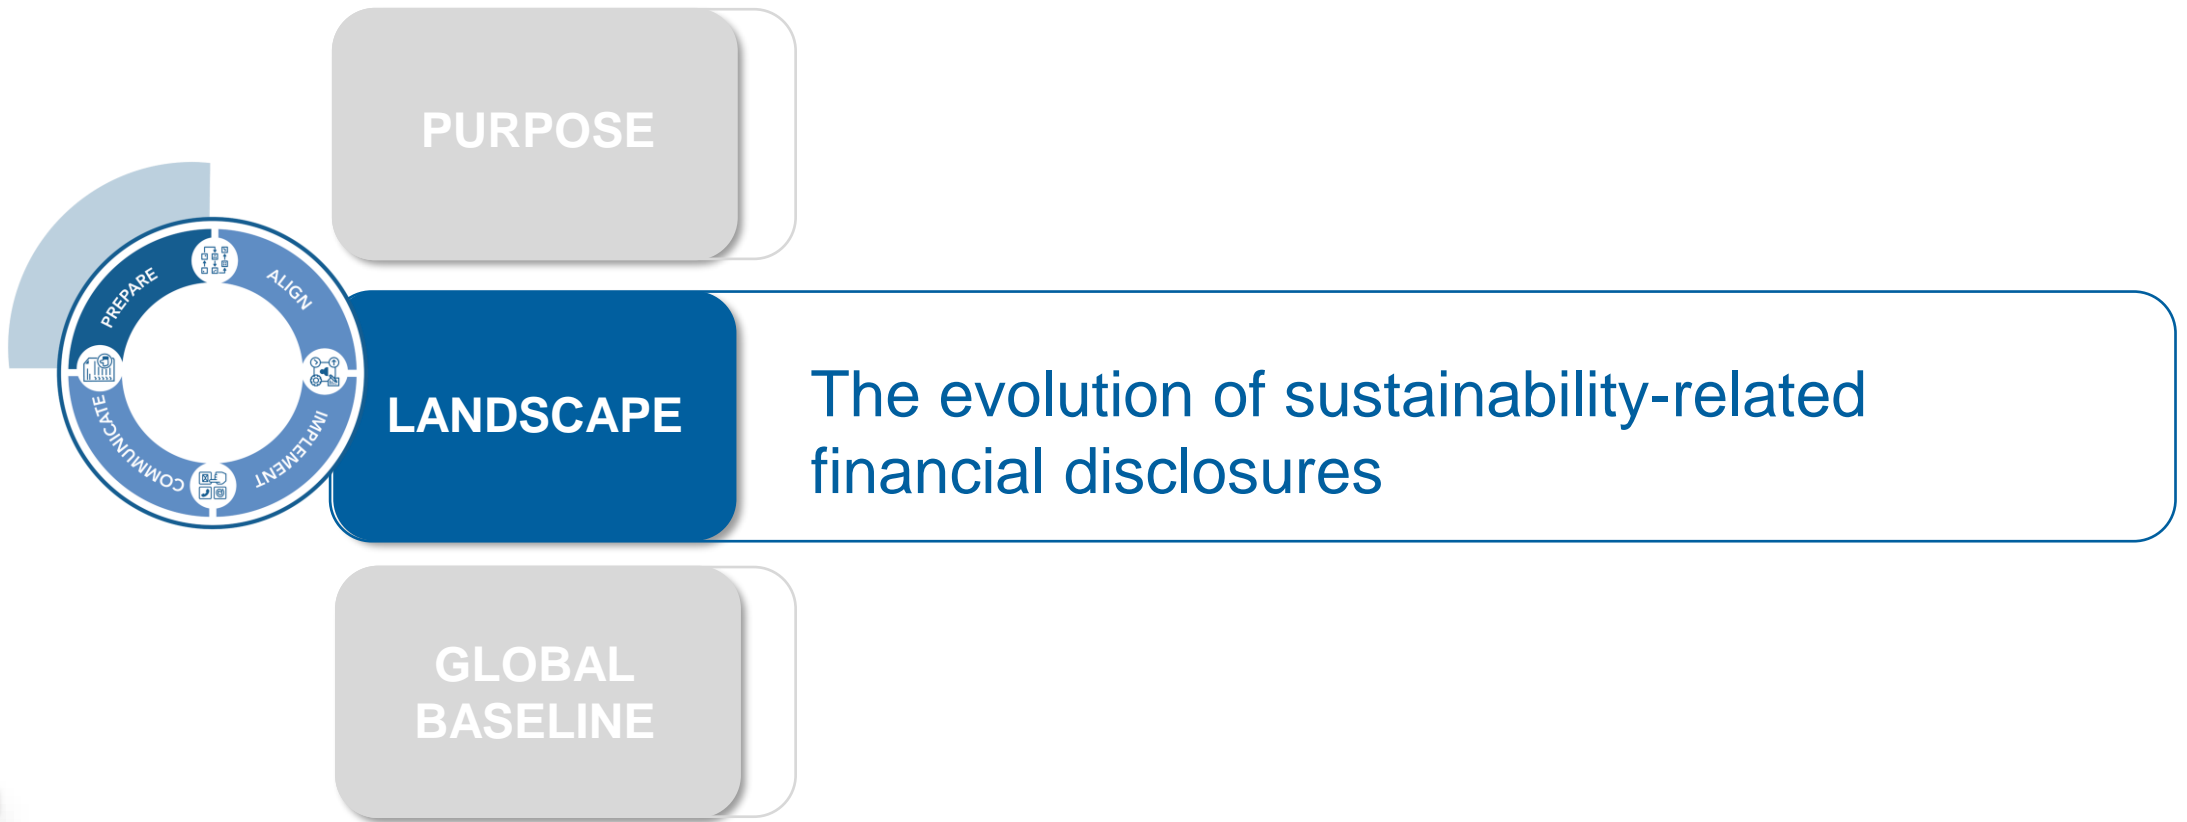 PURPOSE
PREPARE
ALIGN
IMPLEMENT
COMMUNICATE
LANDSCAPE
The evolution of sustainability-related
financial disclosures
GLOBAL
BASELINE